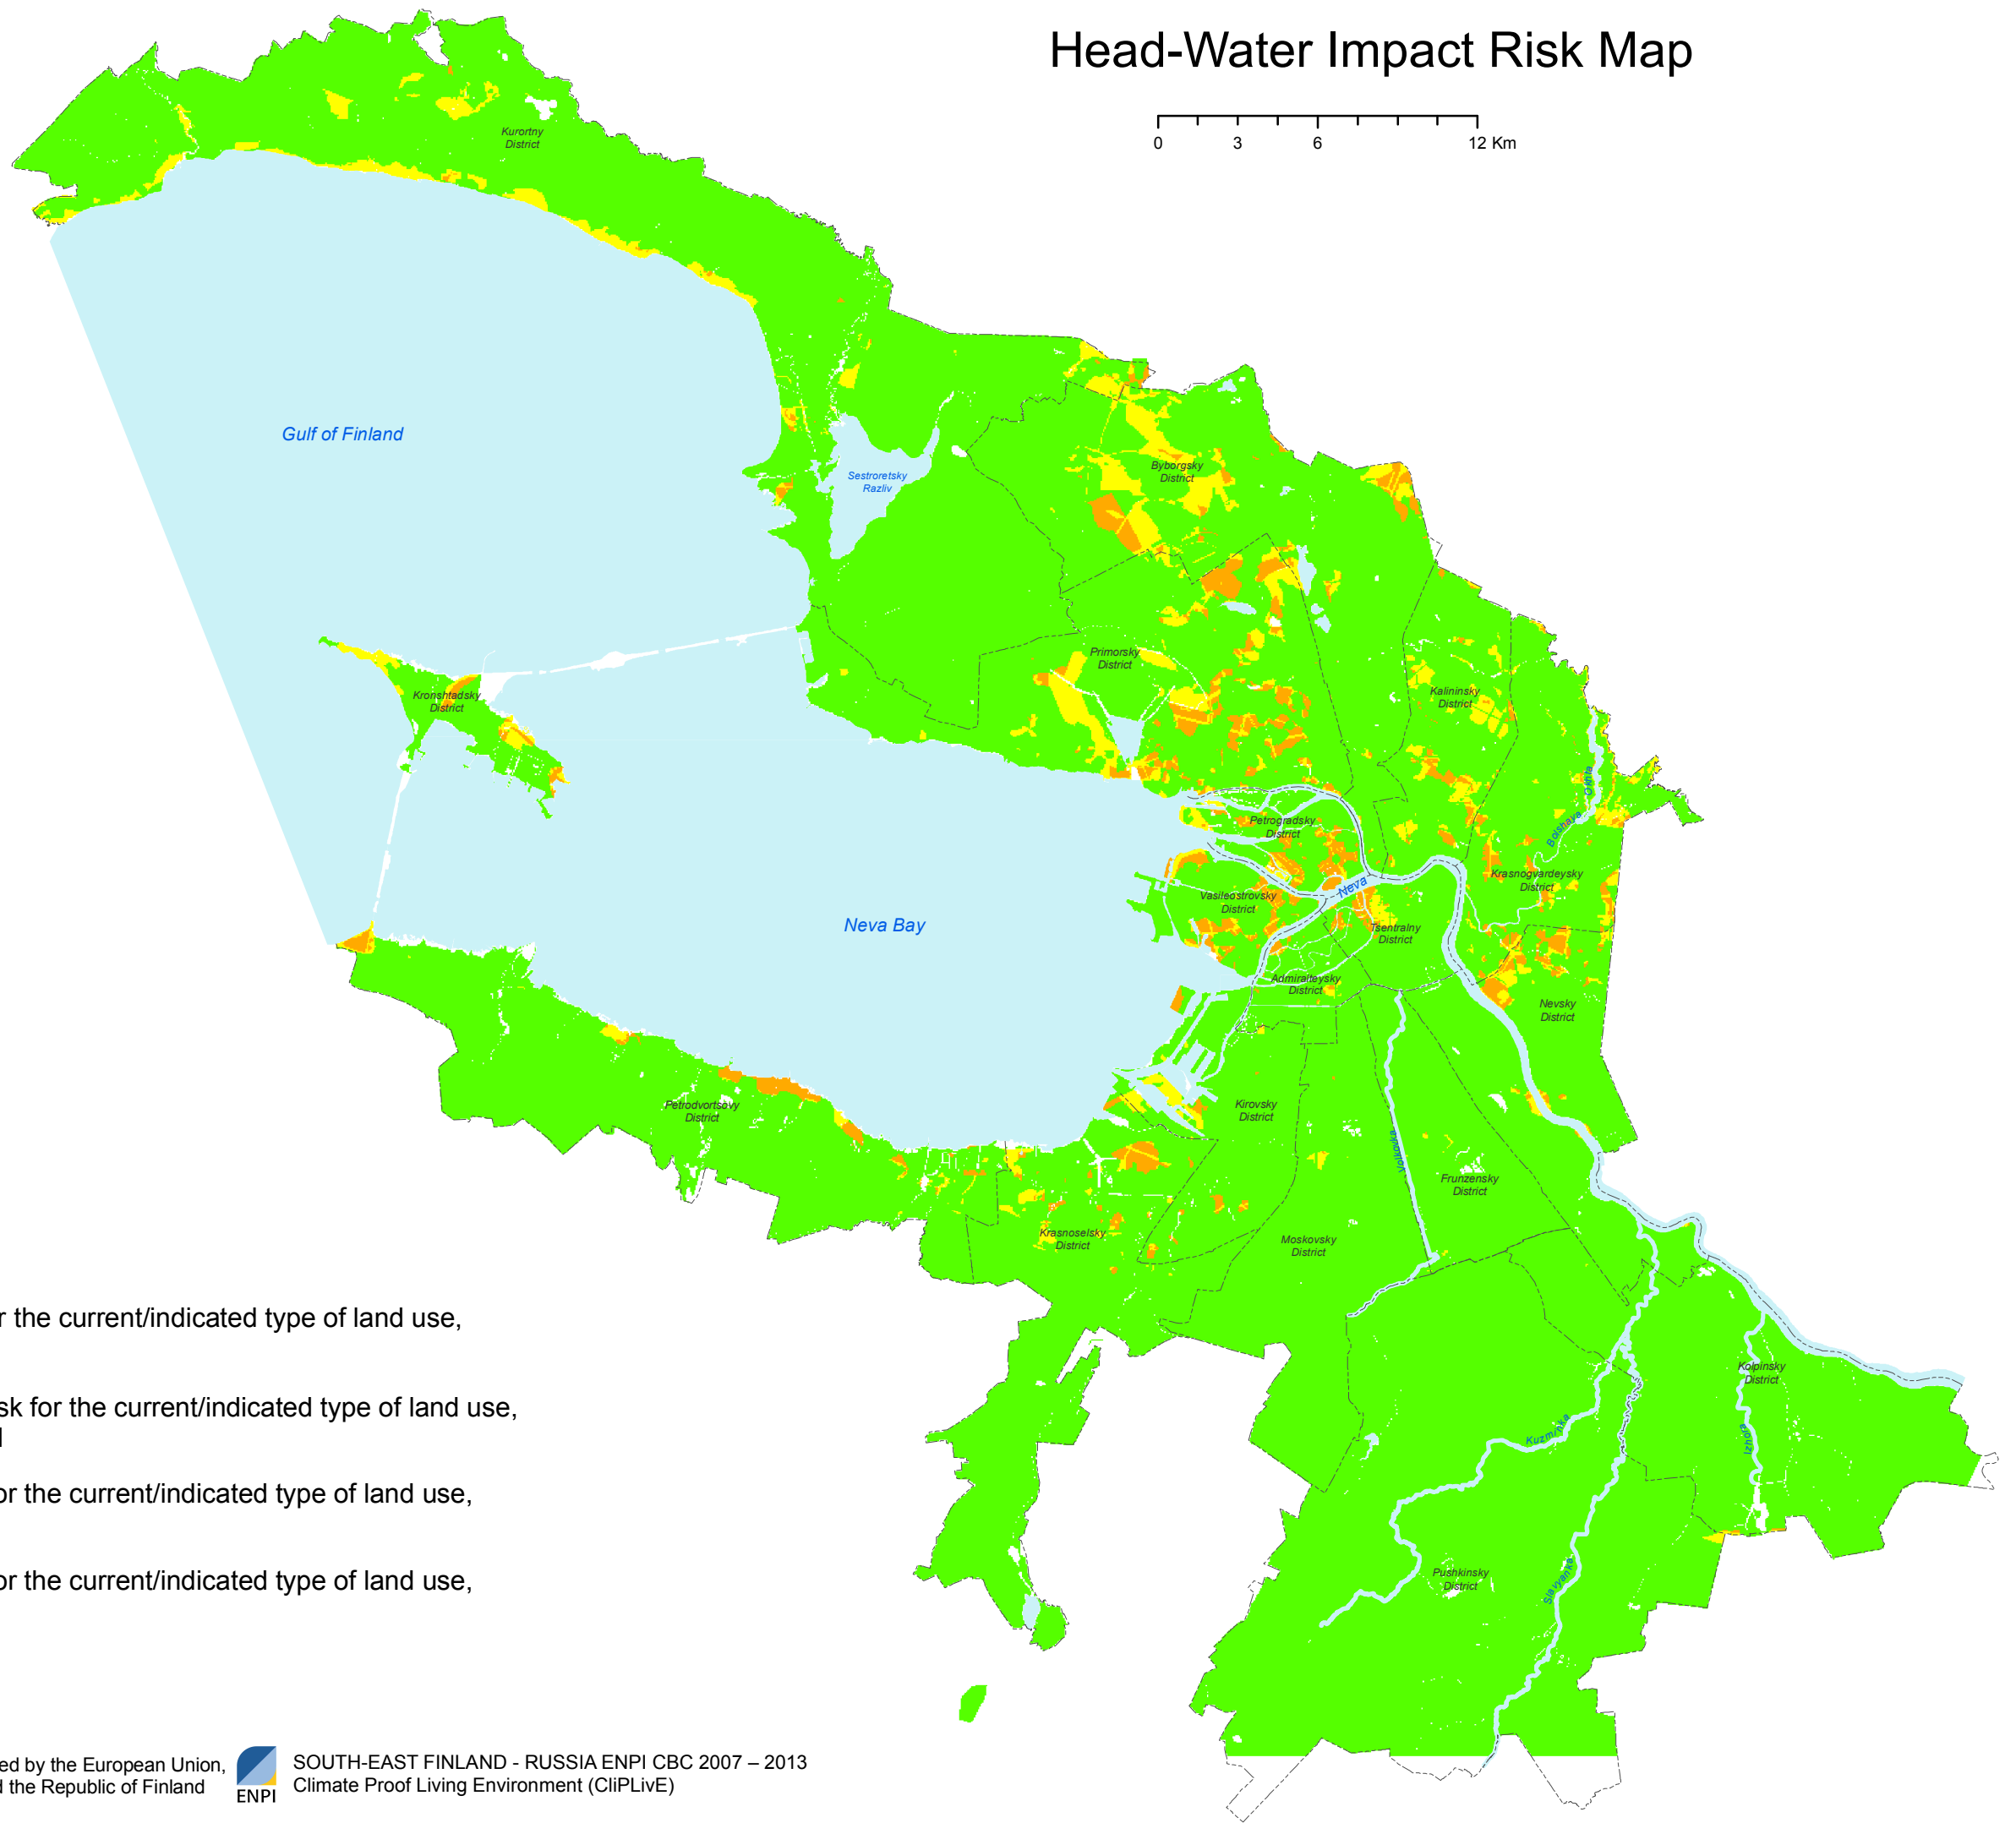 Head-Water Impact Risk Map
0 3 6 12 Km
Kurortny
District
Gulf of Finland
Sestroretsky
Razliv
Byborgsky
District
Primorsky
District
Kronshtadsky
District
Kalininsky
District
Okhta
Bolshaya
Petrogradsky
District
Krasnogvardeysky
District
Neva
Vasileostrovsky
District
Neva Bay
Tsentralny
District
Admiralteysky
District
Nevsky
District
Petrodvortsovy
District
Kirovsky
District
Volkovka
Frunzensky
District
Krasnoselsky
District
Moskovsky
District
r the current/indicated type of land use,
Kolpinsky
District
sk for the current/indicated type of land use,
Kuzminka
Izhora
or the current/indicated type of land use,
Pushkinsky
District
Slavyanka
or the current/indicated type of land use,
ed by the European Union,
d the Republic of Finland
ENPI
SOUTH-EAST FINLAND - RUSSIA ENPI CBC 2007 – 2013
Climate Proof Living Environment (CliPLivE)